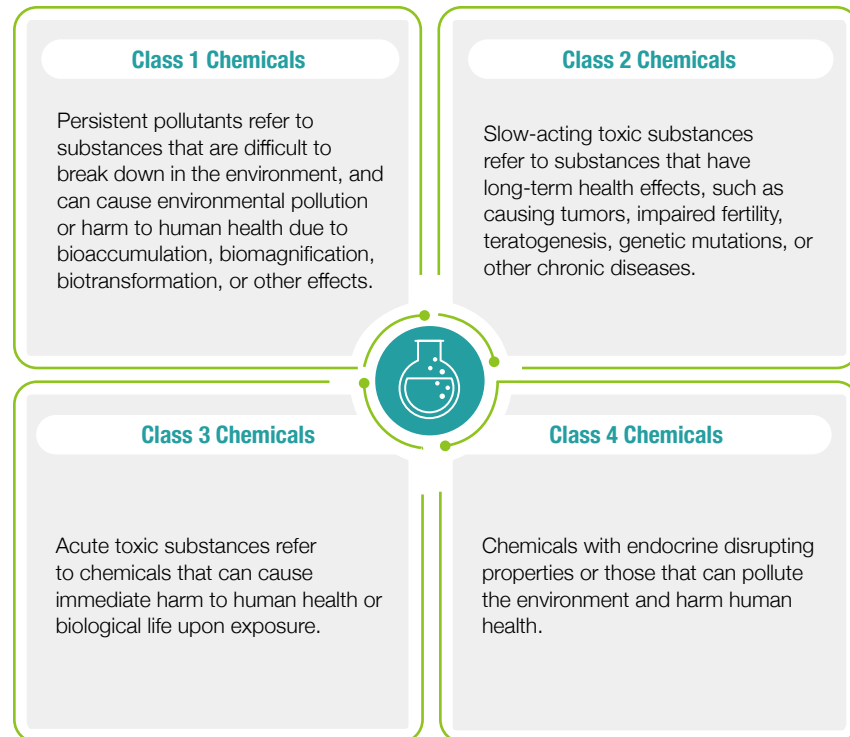 Class 1 Chemicals
Persistent pollutants refer to
substances that are difficult to
break down in the environment, and
can cause environmental pollution
or harm to human health due to
bioaccumulation, biomagnification,
biotransformation, or other effects.
Class 2 Chemicals
Slow-acting toxic substances
refer to substances that have
long-term health effects, such as
causing tumors, impaired fertility,
teratogenesis, genetic mutations, or
other chronic diseases.
Class 3 Chemicals
Acute toxic substances refer
to chemicals that can cause
immediate harm to human health or
biological life upon exposure.
Class 4 Chemicals
Chemicals with endocrine disrupting
properties or those that can pollute
the environment and harm human
health.